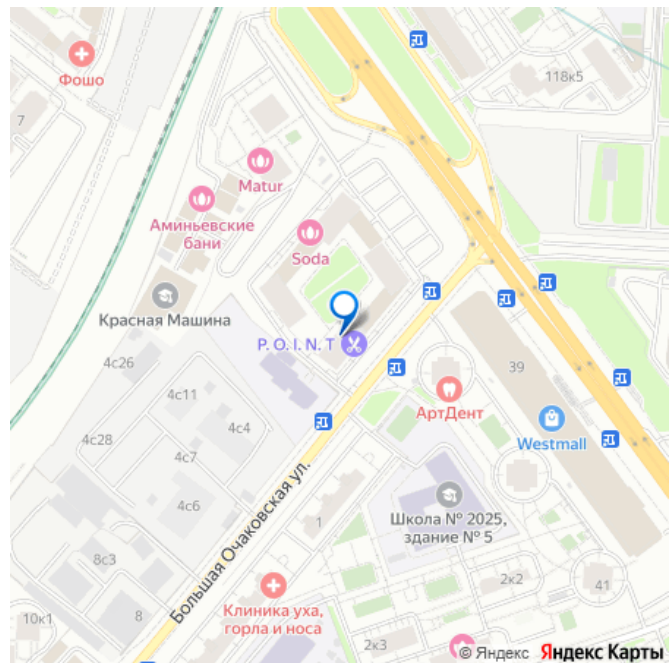 118к5
Фошо
7
Matur
Аминьевские
бани
Soda
Красная Машина
P. O. I. N. T
4с26
39
4с11
АртДент
4с28
4с4
Westmall
4с7
4с6
Школа № 2025,
здание № 5
1
Большая Очаковская ул.
8с3
2к2
41
10к1
8
Клиника уха,
горла и носа
2к3
© Яндекс Яндекс Карты